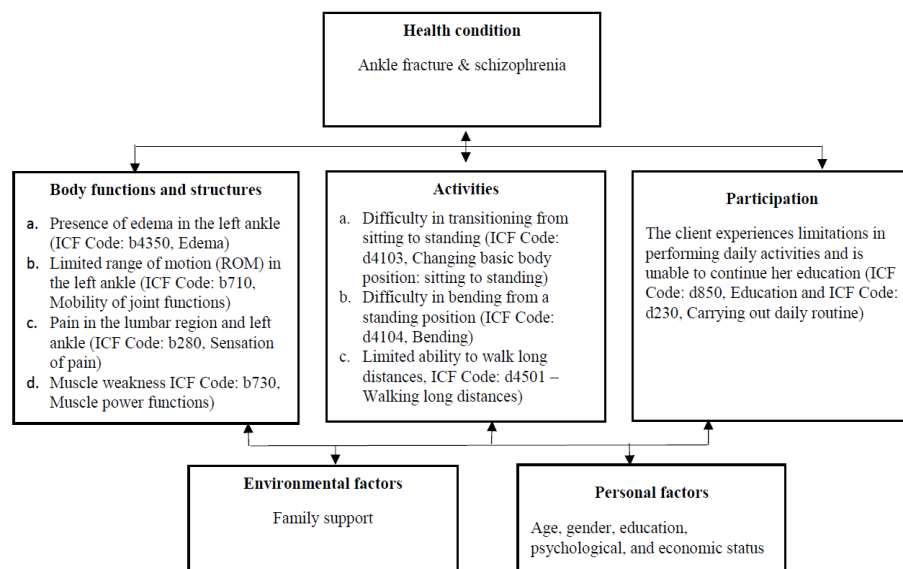 Health condition
Ankle fracture & schizophrenia
Body functions and structures
a. Presence of edema in the left ankle
(ICF Code: b4350, Edema)
b. Limited range of motion (ROM) in
the left ankle (ICF Code: b710,
Mobility of joint functions)
c. Pain in the lumbar region and left
ankle (ICF Code: b280, Sensation
of pain)
d. Muscle weakness ICF Code: b730,
Muscle power functions)
Activities
a. Difficulty in transitioning from
sitting to standing (ICF Code:
d4103, Changing basic body
position: sitting to standing)
b. Difficulty in bending from a
standing position (ICF Code:
d4104, Bending)
c. Limited ability to walk long
distances, ICF Code: d4501 –
Walking long distances)
Participation
The client experiences limitations in
performing daily activities and is
unable to continue her education (ICF
Code: d850, Education and ICF Code:
d230, Carrying out daily routine)
Environmental factors
Family support
Personal factors
Age, gender, education,
psychological, and economic status